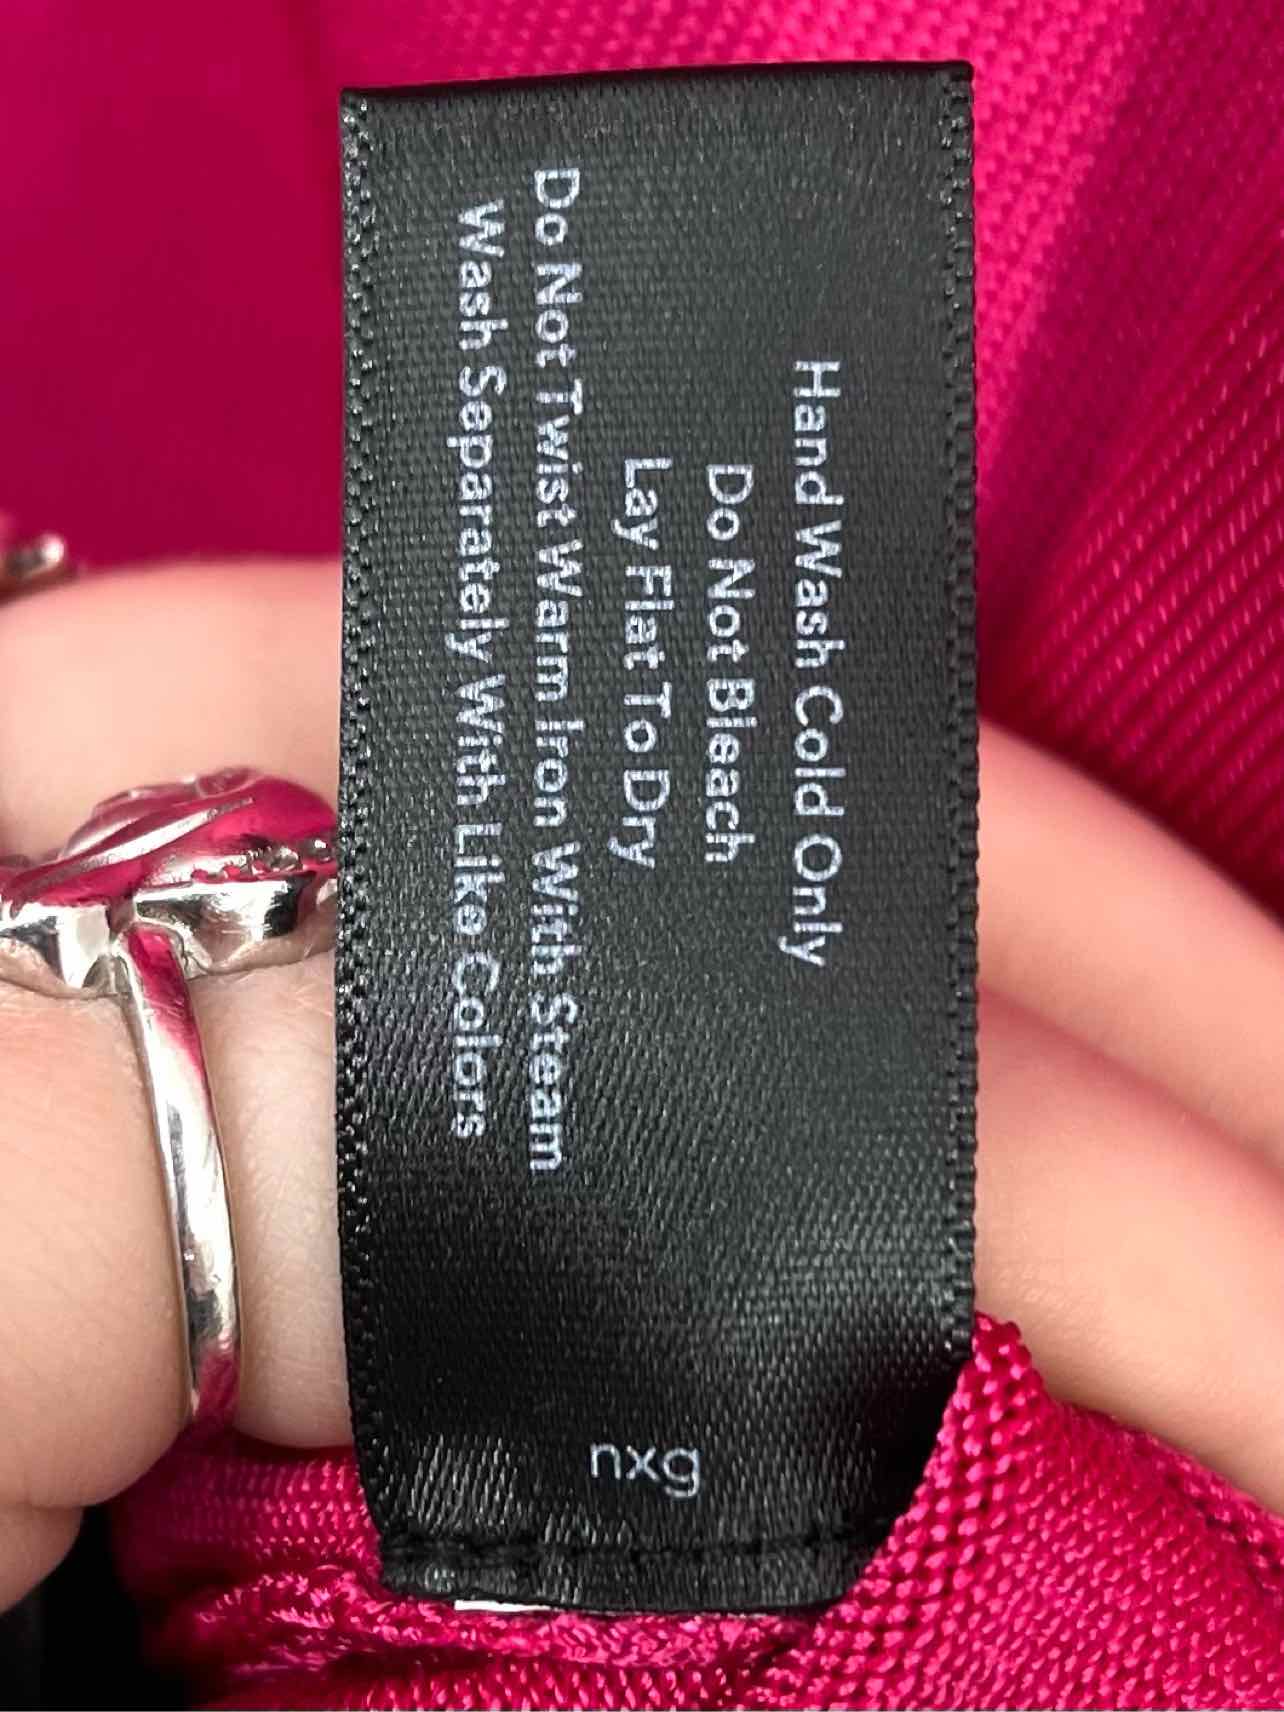 Hand Wash Cold Only
Do Not Bleach
Lay Flat To Dry
Do Not Twist Warm Iron With Steam
Wash Separately With Like Colors
nxg